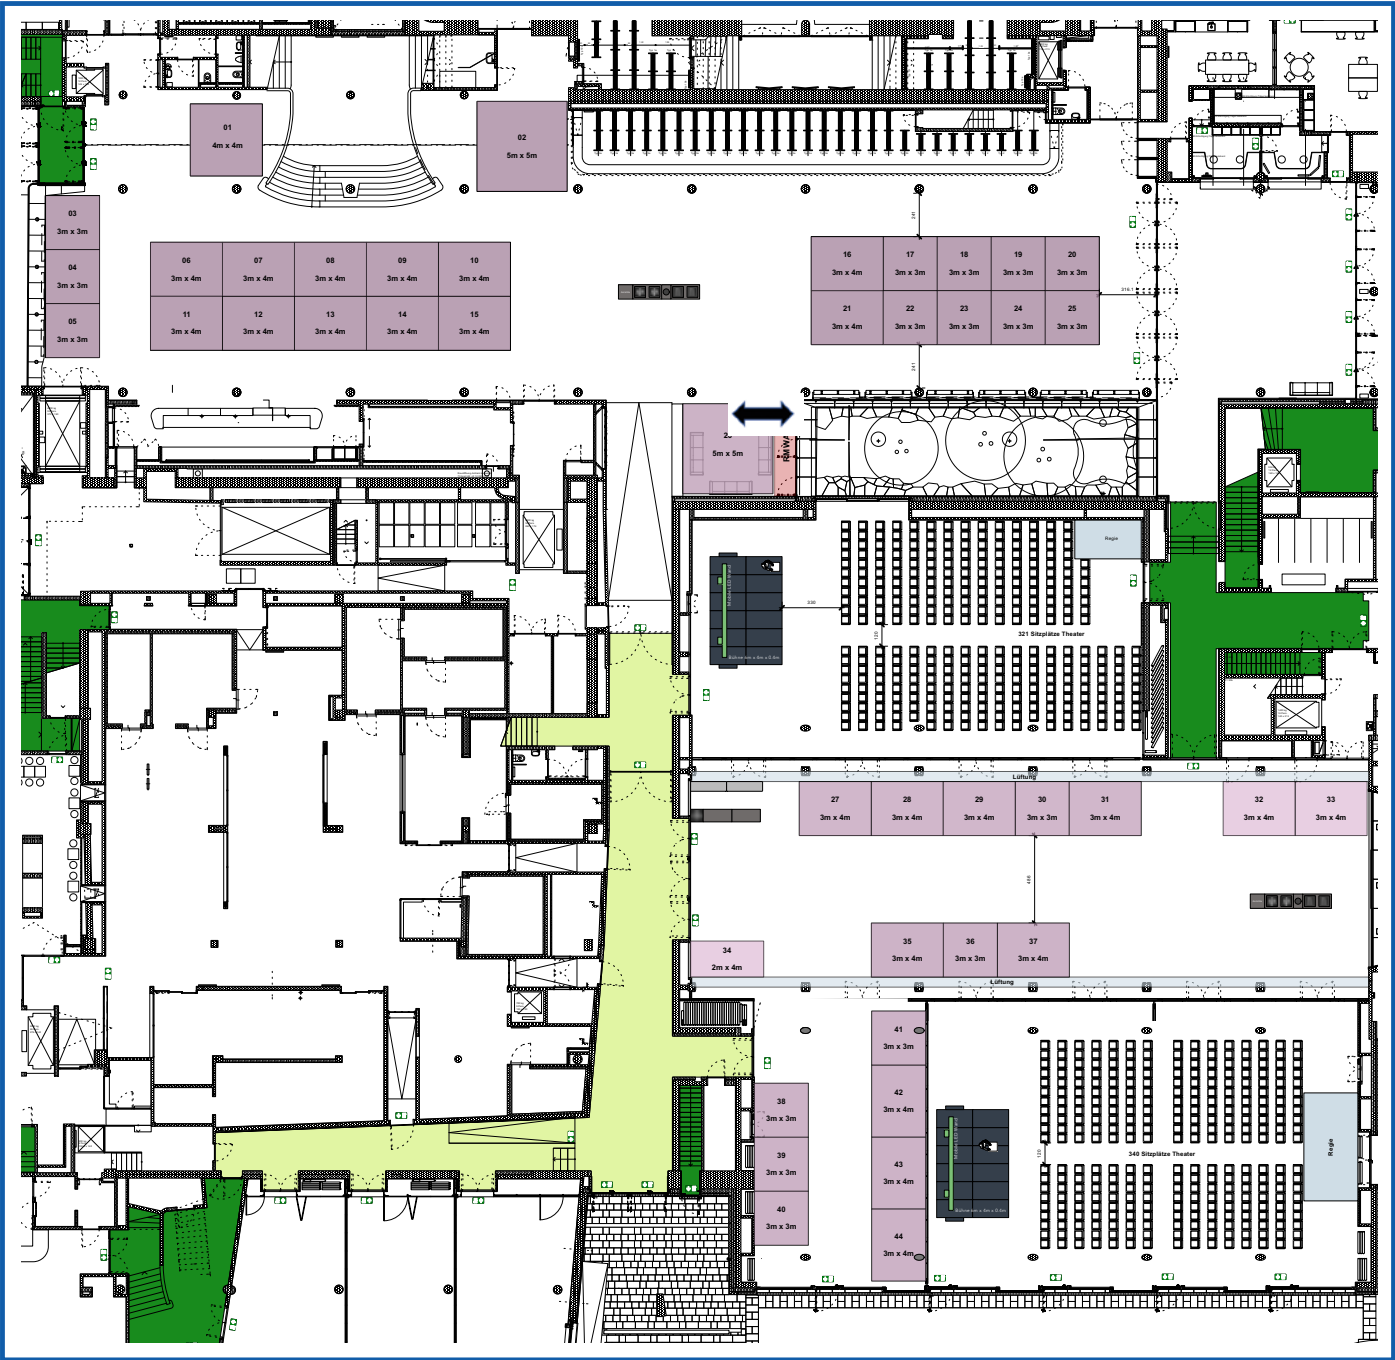 01
4m x 4m
02
5m x 5m
03
3m x 3m
04
3m x 3m
05
3m x 3m
06
3m x 4m
07
3m x 4m
08
3m x 4m
09
3m x 4m
10
3m x 4m
11
3m x 4m
12
3m x 4m
13
3m x 4m
14
3m x 4m
15
3m x 4m
241
16
3m x 4m
17
3m x 3m
18
3m x 3m
19
3m x 3m
20
3m x 3m
316.1
21
3m x 4m
22
3m x 3m
23
3m x 3m
24
3m x 3m
25
3m x 3m
241
5m x 5m
Regie
330
120
321 Sitzplätze Theater
Lüftung
27
3m x 4m
28
3m x 4m
29
3m x 4m
30
3m x 3m
31
3m x 4m
32
3m x 4m
33
3m x 4m
34
2m x 4m
35
3m x 4m
36
3m x 3m
37
3m x 4m
Lüftung
38
3m x 3m
39
3m x 3m
40
3m x 3m
41
3m x 3m
42
3m x 4m
43
3m x 4m
44
3m x 4m
120
340 Sitzplätze Theater
Regie